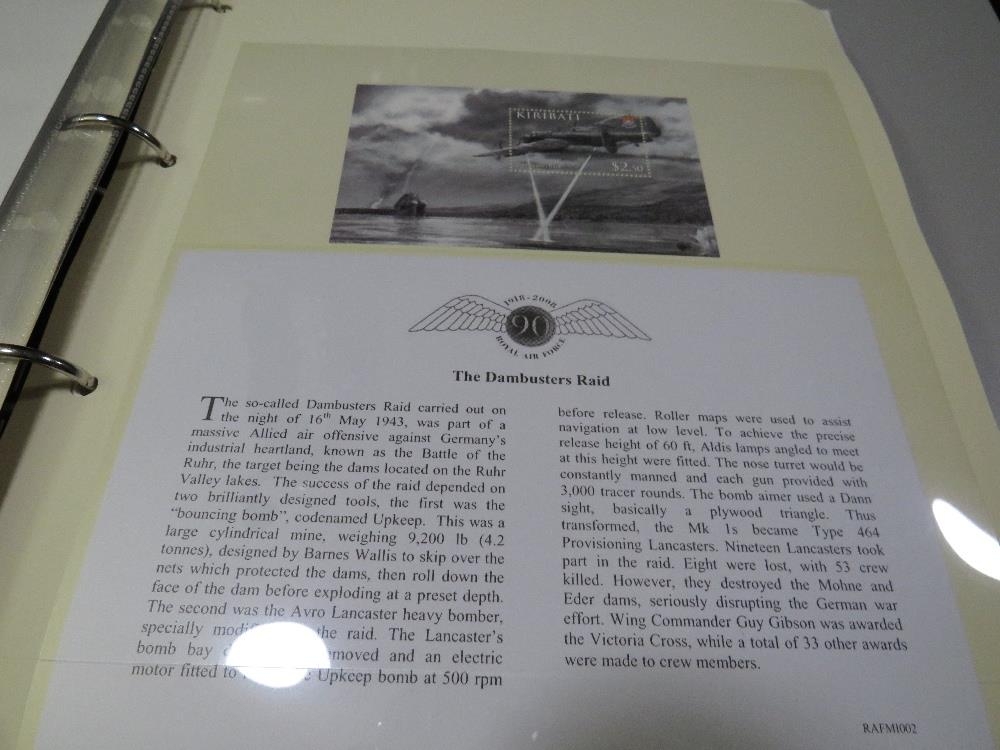 KIRIBATI
$2.50
1918-2008
90
ROYAL AIR FORCE
The Dambusters Raid
The so-called Dambusters Raid carried out on
the night of 16th May 1943, was part of a
massive Allied air offensive against Germany's
industrial heartland, known as the Battle of the
Ruhr, the target being the dams located on the Ruhr
Valley lakes. The success of the raid depended on
two brilliantly designed tools, the first was the
"bouncing bomb", codenamed Upkeep. This was a
large cylindrical mine, weighing 9,200 lb (4.2
tonnes), designed by Barnes Wallis to skip over the
nets which protected the dams, then roll down the
face of the dam before exploding at a preset depth.
The second was the Avro Lancaster heavy bomber,
specially the raid. The Lancaster's
bomb bay and an electric
motor fitted to Upkeep bomb at 500 rpm
before release. Roller maps were used to assist
navigation at low level. To achieve the precise
release height of 60 ft, Aldis lamps angled to meet
at this height were fitted. The nose turret would be
constantly manned and each gun provided with
3,000 tracer rounds. The bomb aimer used a Dann
sight, basically a plywood triangle. Thus
transformed, the Mk 1s became Type 464
Provisioning Lancasters. Nineteen Lancasters took
part in the raid. Eight were lost, with 53 crew
killed. However, they destroyed the Mohne and
Eder dams, seriously disrupting the German war
effort. Wing Commander Guy Gibson was awarded
the Victoria Cross, while a total of 33 other awards
were made to crew members.
RAFMI002